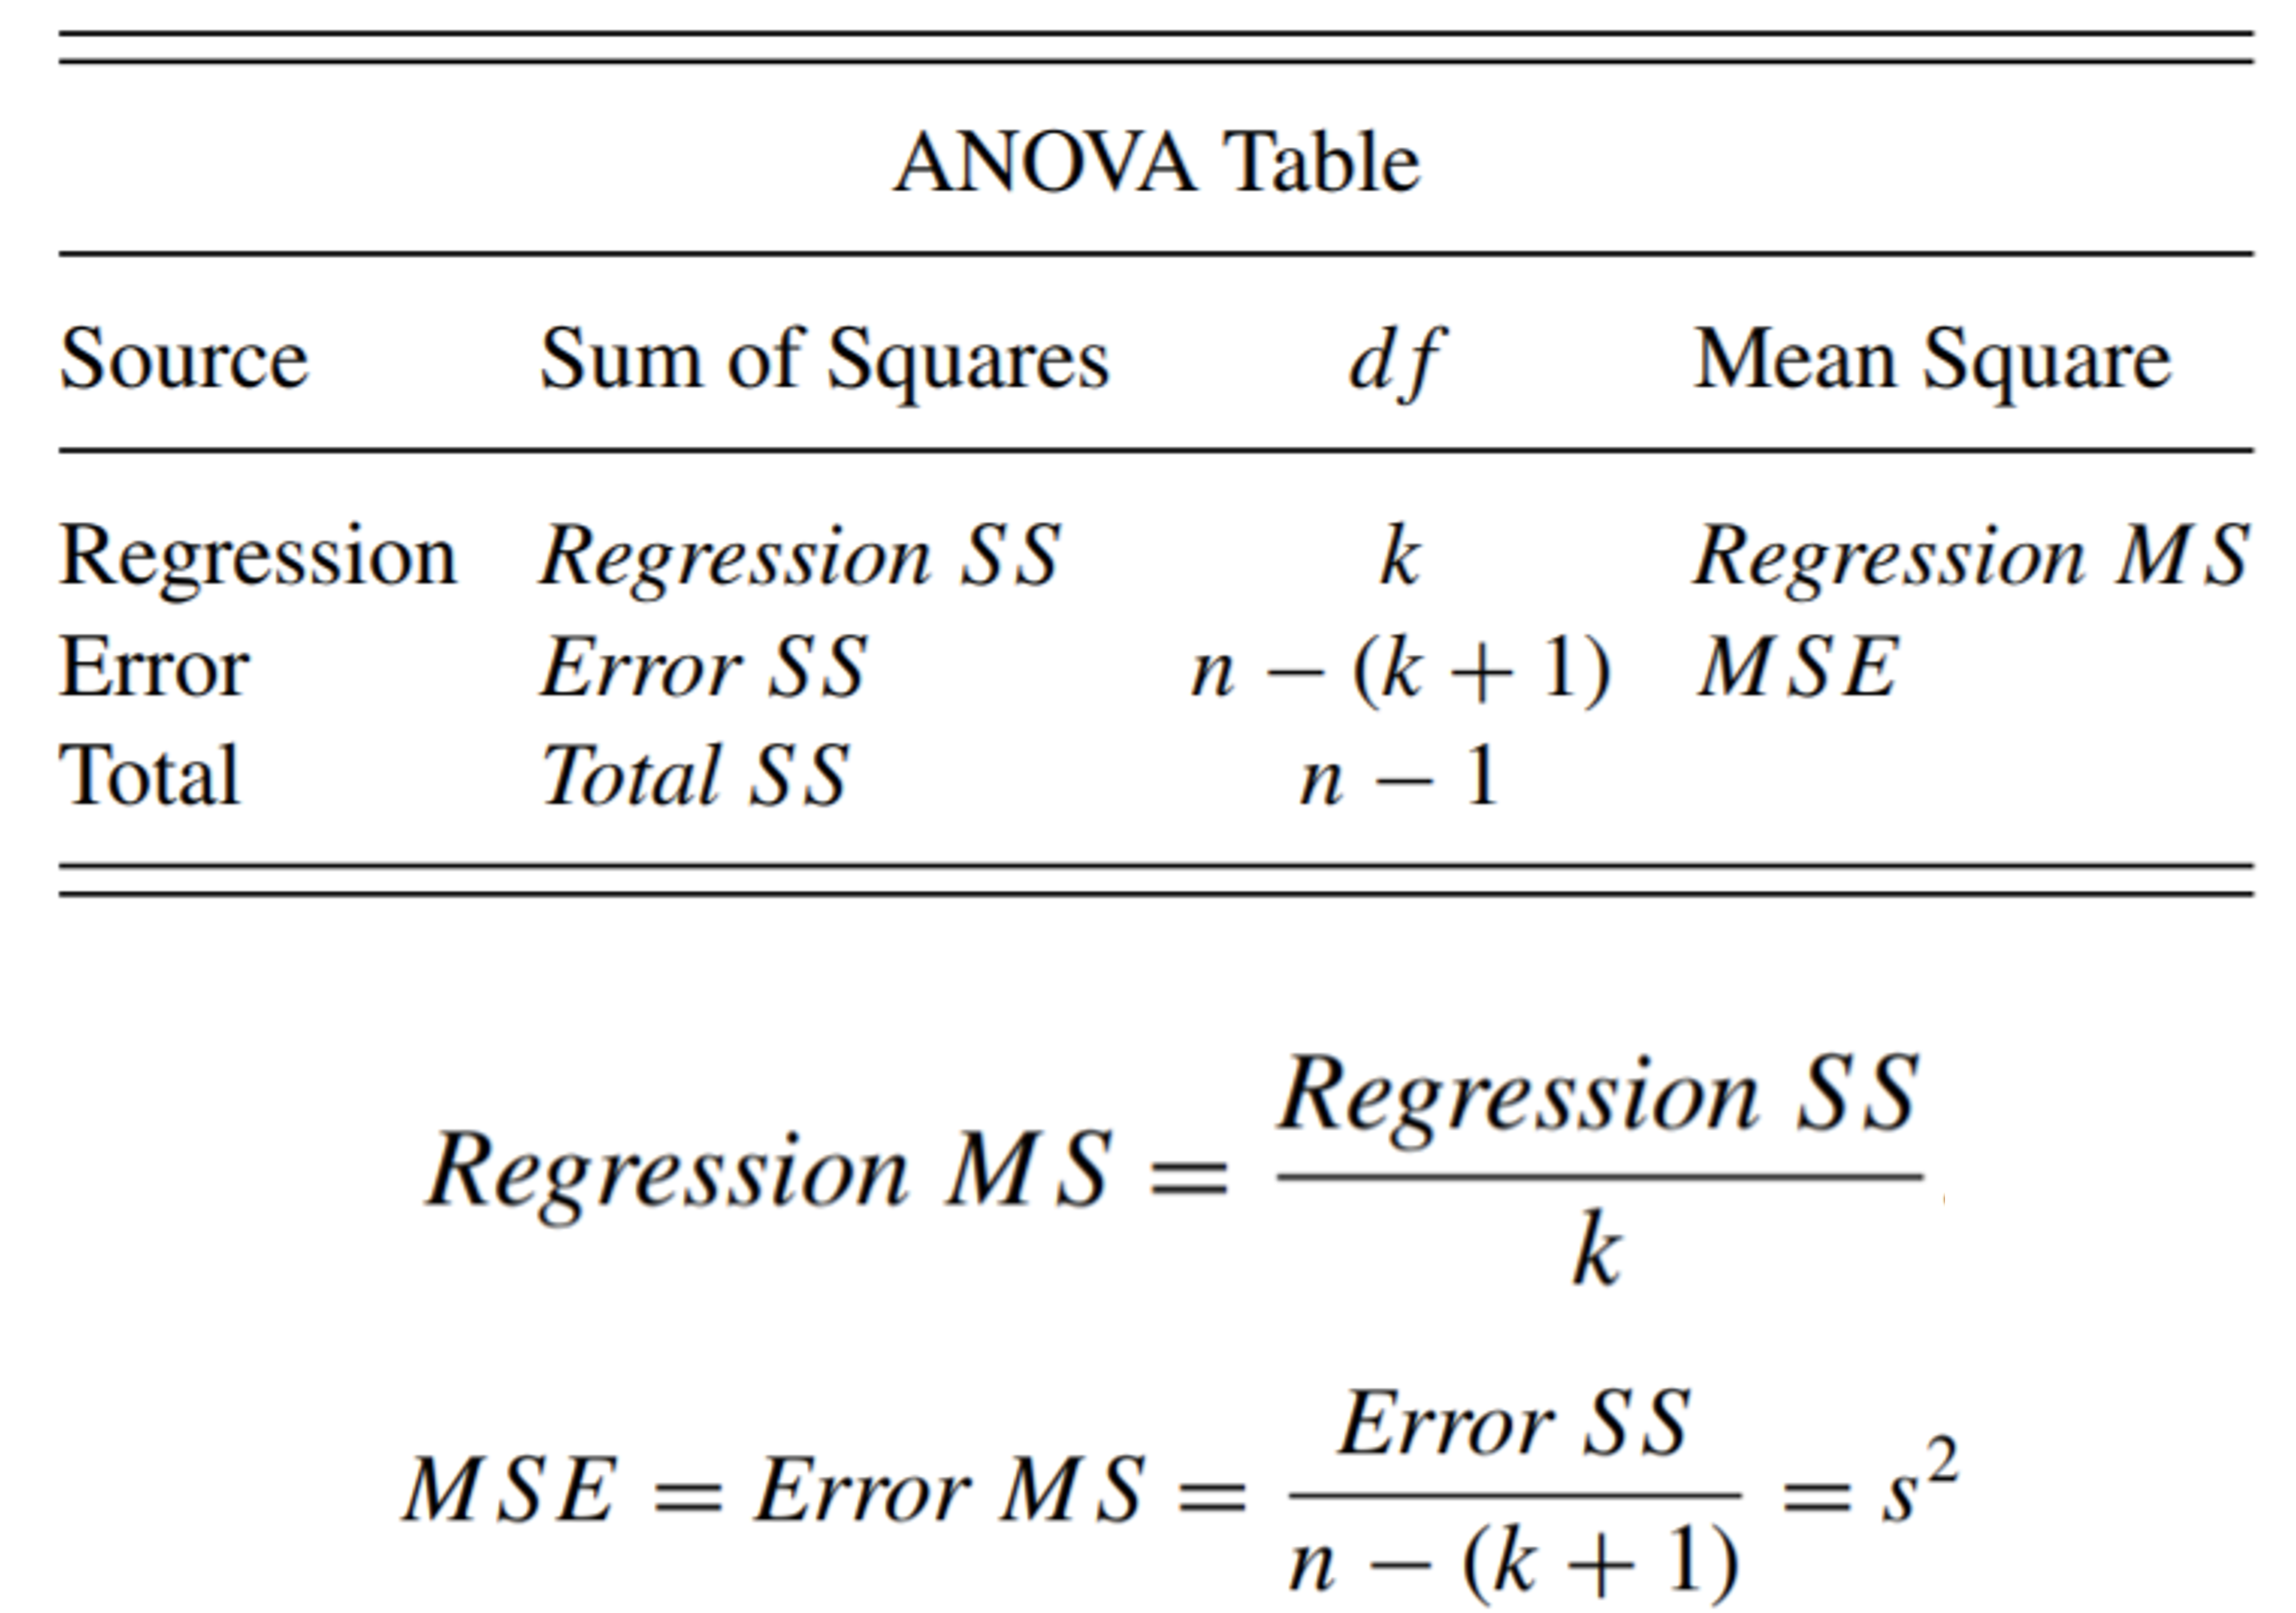 ANOVA Table
Source Sum of Squares df Mean Square
Regression Regression SS k Regression MS
Error Error SS n − (k + 1) MSE
Total Total SS n − 1
Regression MS = Regression SS / k
MSE = Error MS = Error SS / n − (k + 1) = s²